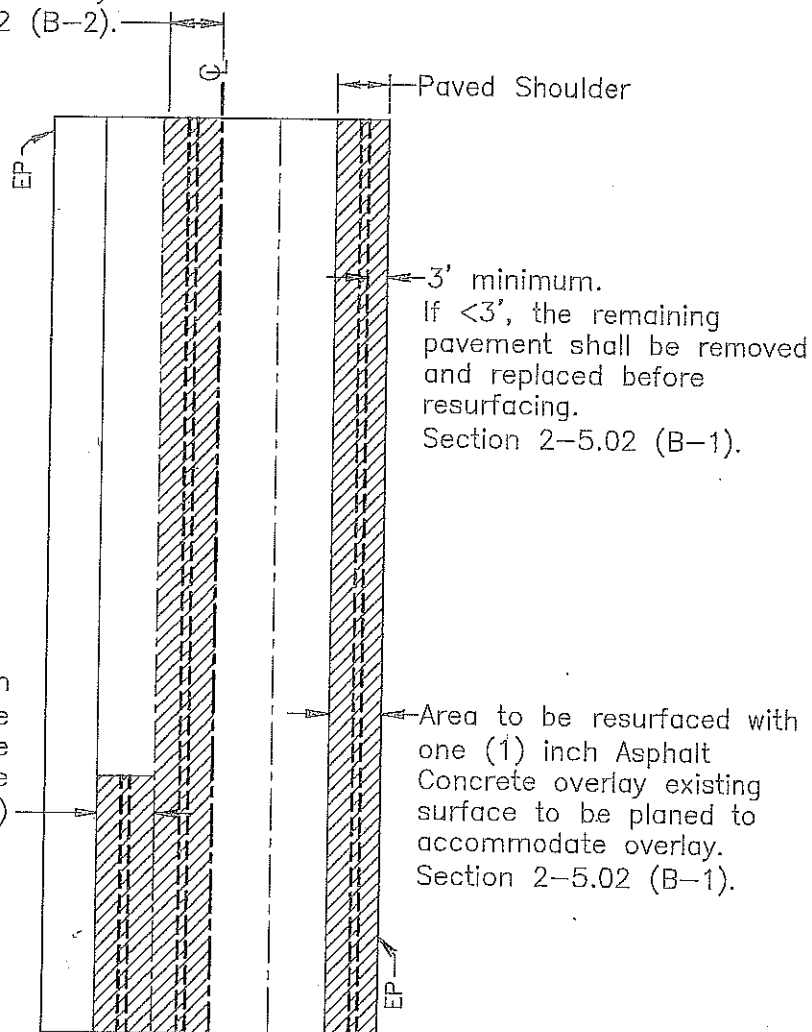 2 (B-2).
℄
Paved Shoulder
EP
3' minimum.
If <3', the remaining
pavement shall be removed
and replaced before
resurfacing.
Section 2-5.02 (B-1).
Area to be resurfaced with
one (1) inch Asphalt
Concrete overlay existing
surface to be planed to
accommodate overlay.
Section 2-5.02 (B-1).
EP